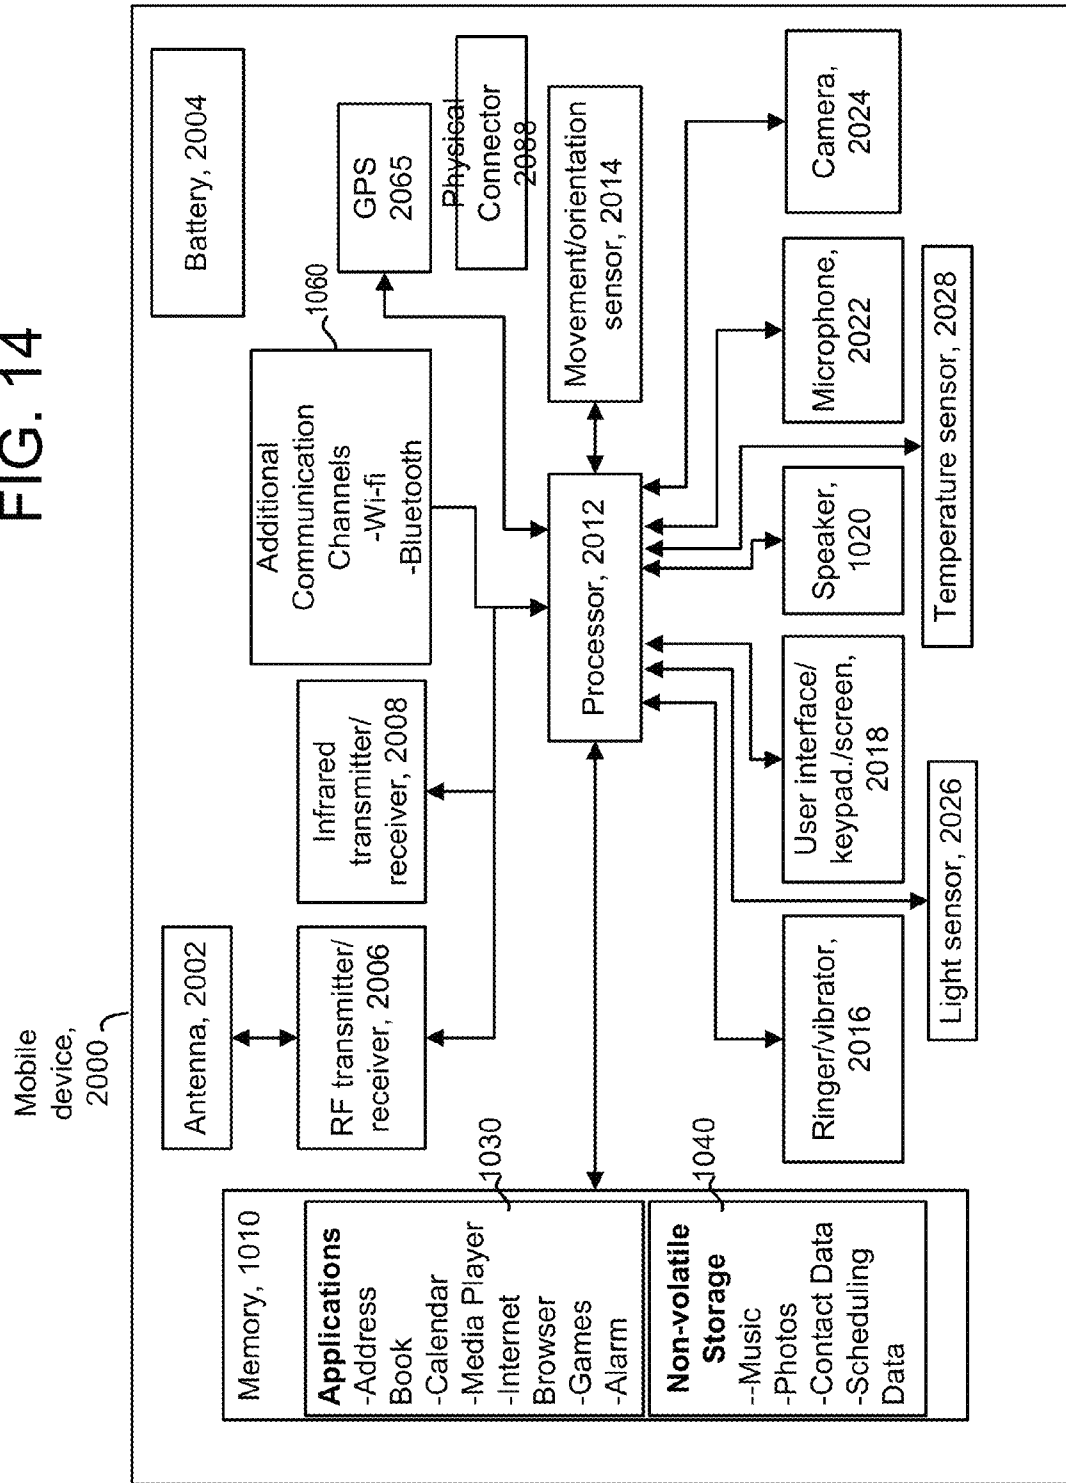 FIG. 14
Mobile
device,
2000
Memory, 1010
Applications
-Address
Book
-Calendar
-Media Player
-Internet
Browser
-Games
-Alarm
1030
Non-volatile
Storage
--Music
-Photos
-Contact Data
-Scheduling
Data
1040
Antenna, 2002
RF transmitter/
receiver, 2006
Infrared
transmitter/
receiver, 2008
Additional
Communication
Channels
-Wi-fi
-Bluetooth
1060
Battery, 2004
GPS
2065
Physical
Connector
2088
Processor, 2012
Movement/orientation
sensor, 2014
Ringer/vibrator,
2016
User interface/
keypad./screen,
2018
Speaker,
1020
Microphone,
2022
Camera,
2024
Light sensor, 2026
Temperature sensor, 2028